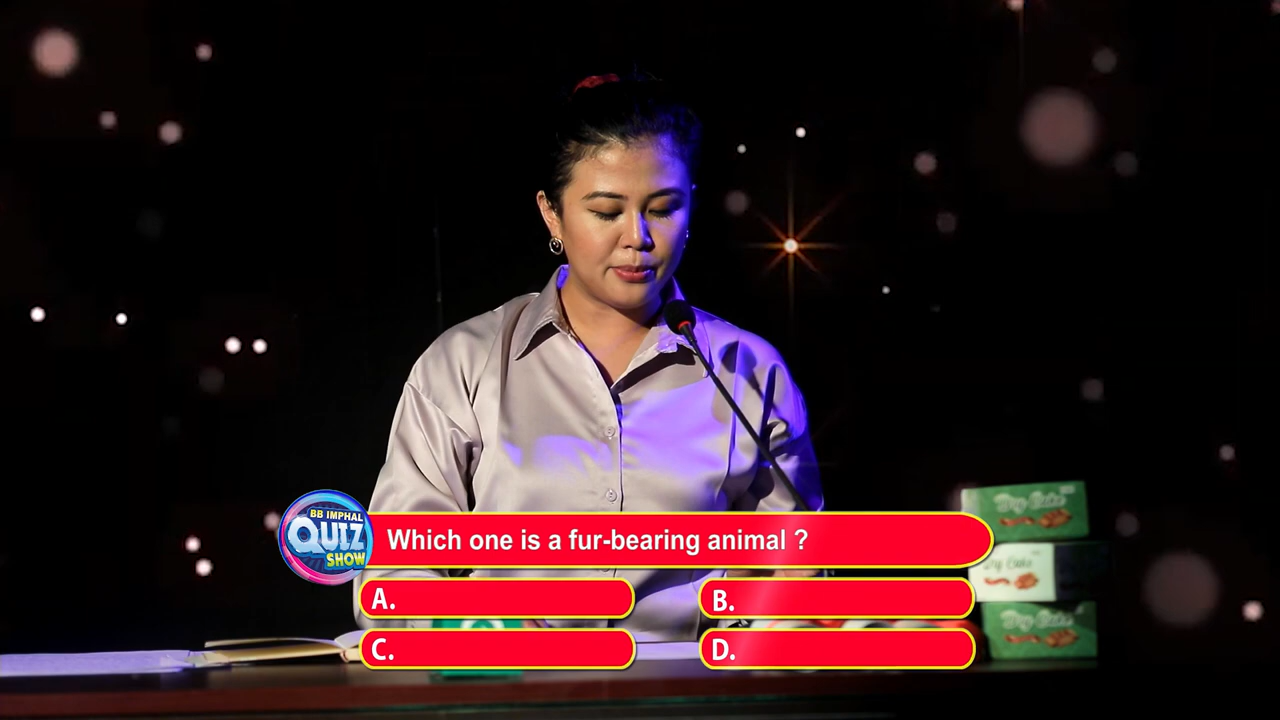 BB IMPHAL
QUIZ
SHOW
Which one is a fur-bearing animal ?
A.
B.
C.
D.